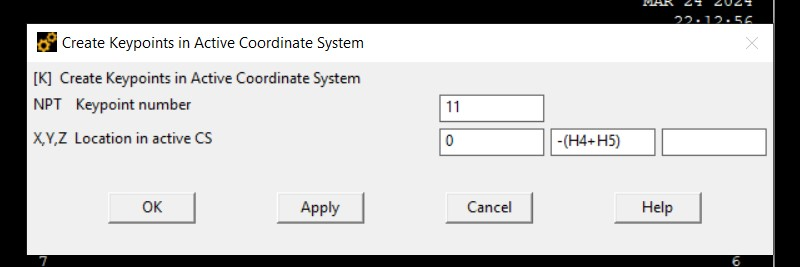 MAR 24 2024
22:12:56
Create Keypoints in Active Coordinate System
[K] Create Keypoints in Active Coordinate System
NPT Keypoint number 11
X,Y,Z Location in active CS 0 -(H4+H5)
OK Apply Cancel Help
7 6